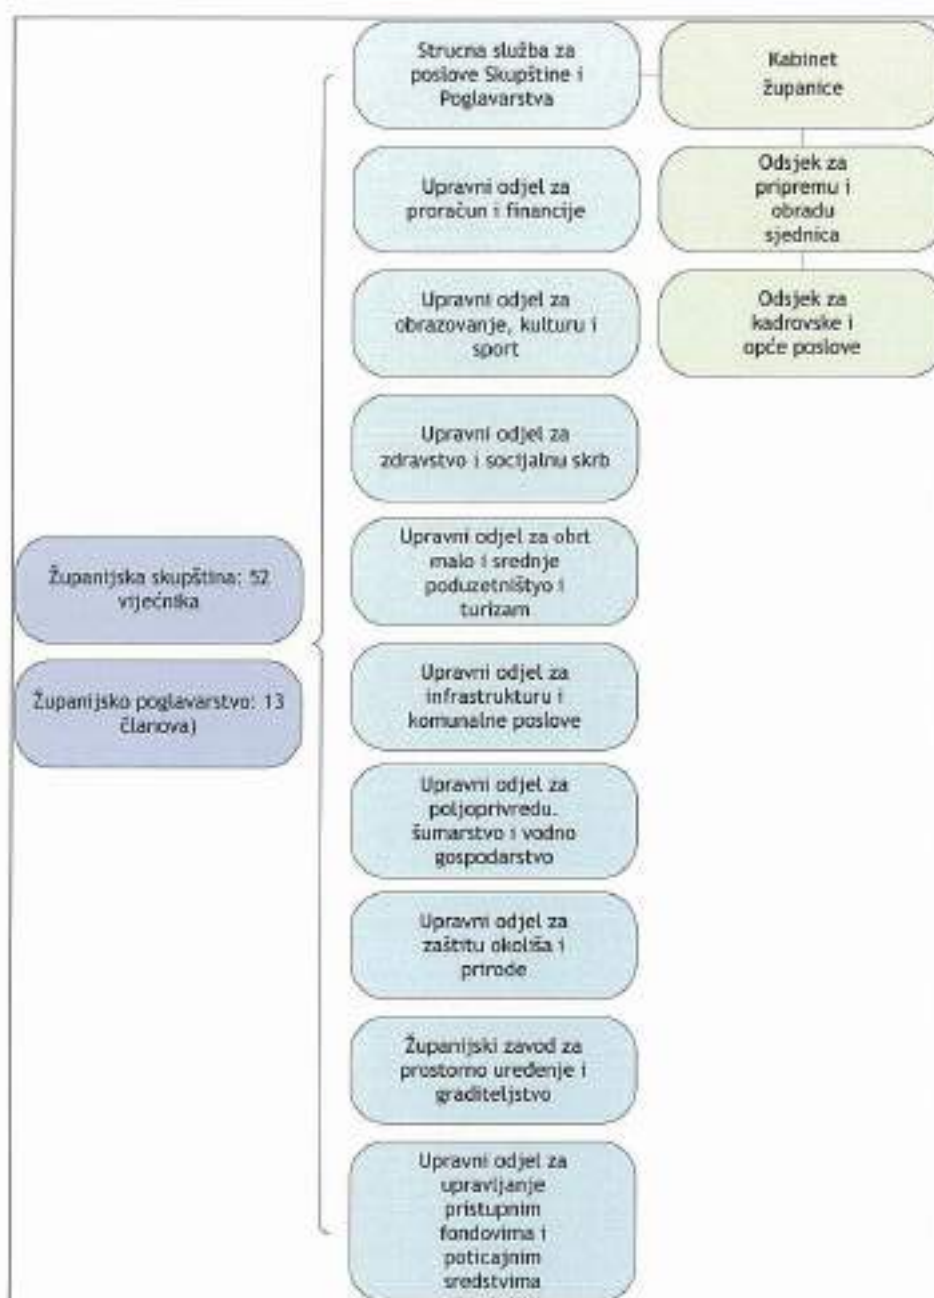 Strucna služba za
poslove Skupštine i
Poglavarstva
Kabinet
županice
Upravni odjel za
proračun i financije
Odsjek za
pripremu i
obradu
sjednica
Upravni odjel za
obrazovanje, kulturu i
sport
Odsjek za
kadrovske i
opće poslove
Upravni odjel za
zdravstvo i socijalnu skrb
Upravni odjel za obrt
malo i srednje
poduzetništvo i
turizam
Županijska skupština: 52
vijećnika
Županijsko poglavarstvo: 13
članova)
Upravni odjel za
infrastrukturu i
komunalne poslove
Upravni odjel za
poljoprivredu.
šumarstvo i vodno
gospodarstvo
Upravni odjel za
zaštitu okoliša i
prirode
Županijski zavod za
prostorno uređenje i
graditeljstvo
Upravni odjel za
upravljanje
pristupnim
fondovima i
poticajnim
sredstvima